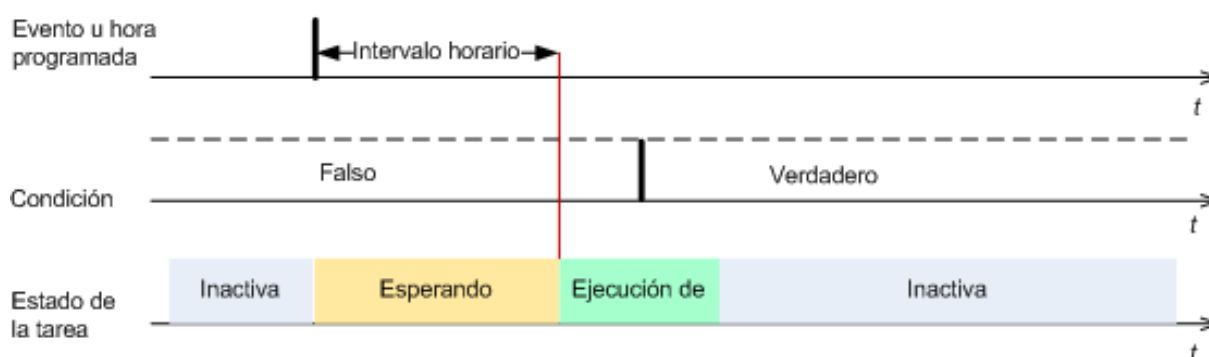 Evento u hora
programada
Intervalo horario
t
Falso
Verdadero
Condición
t
Inactiva
Esperando
Ejecución de
Inactiva
Estado de
la tarea
t